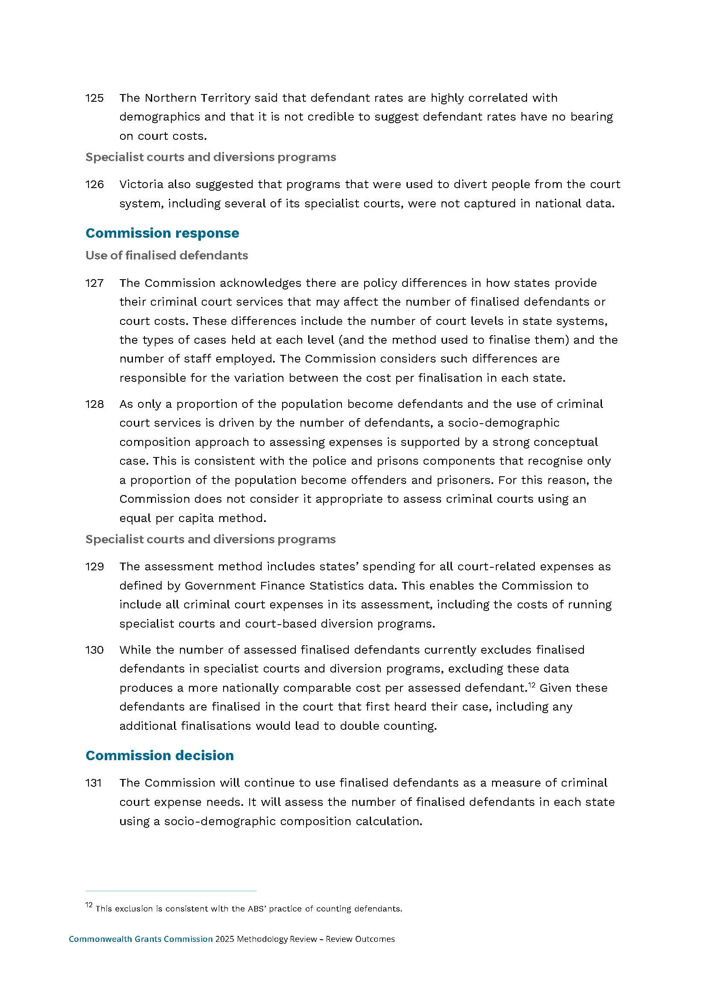 125 The Northern Territory said that defendant rates are highly correlated with
demographics and that it is not credible to suggest defendant rates have no bearing
on court costs.
Specialist courts and diversions programs
126 Victoria also suggested that programs that were used to divert people from the court
system, including several of its specialist courts, were not captured in national data.
Commission response
Use of finalised defendants
127 The Commission acknowledges there are policy differences in how states provide
their criminal court services that may affect the number of finalised defendants or
court costs. These differences include the number of court levels in state systems,
the types of cases held at each level (and the method used to finalise them) and the
number of staff employed. The Commission considers such differences are
responsible for the variation between the cost per finalisation in each state.
128 As only a proportion of the population become defendants and the use of criminal
court services is driven by the number of defendants, a socio-demographic
composition approach to assessing expenses is supported by a strong conceptual
case. This is consistent with the police and prisons components that recognise only
a proportion of the population become offenders and prisoners. For this reason, the
Commission does not consider it appropriate to assess criminal courts using an
equal per capita method.
Specialist courts and diversions programs
129 The assessment method includes states’ spending for all court-related expenses as
defined by Government Finance Statistics data. This enables the Commission to
include all criminal court expenses in its assessment, including the costs of running
specialist courts and court-based diversion programs.
130 While the number of assessed finalised defendants currently excludes finalised
defendants in specialist courts and diversion programs, excluding these data
produces a more nationally comparable cost per assessed defendant.12 Given these
defendants are finalised in the court that first heard their case, including any
additional finalisations would lead to double counting.
Commission decision
131 The Commission will continue to use finalised defendants as a measure of criminal
court expense needs. It will assess the number of finalised defendants in each state
using a socio-demographic composition calculation.
12 This exclusion is consistent with the ABS’ practice of counting defendants.
Commonwealth Grants Commission 2025 Methodology Review – Review Outcomes